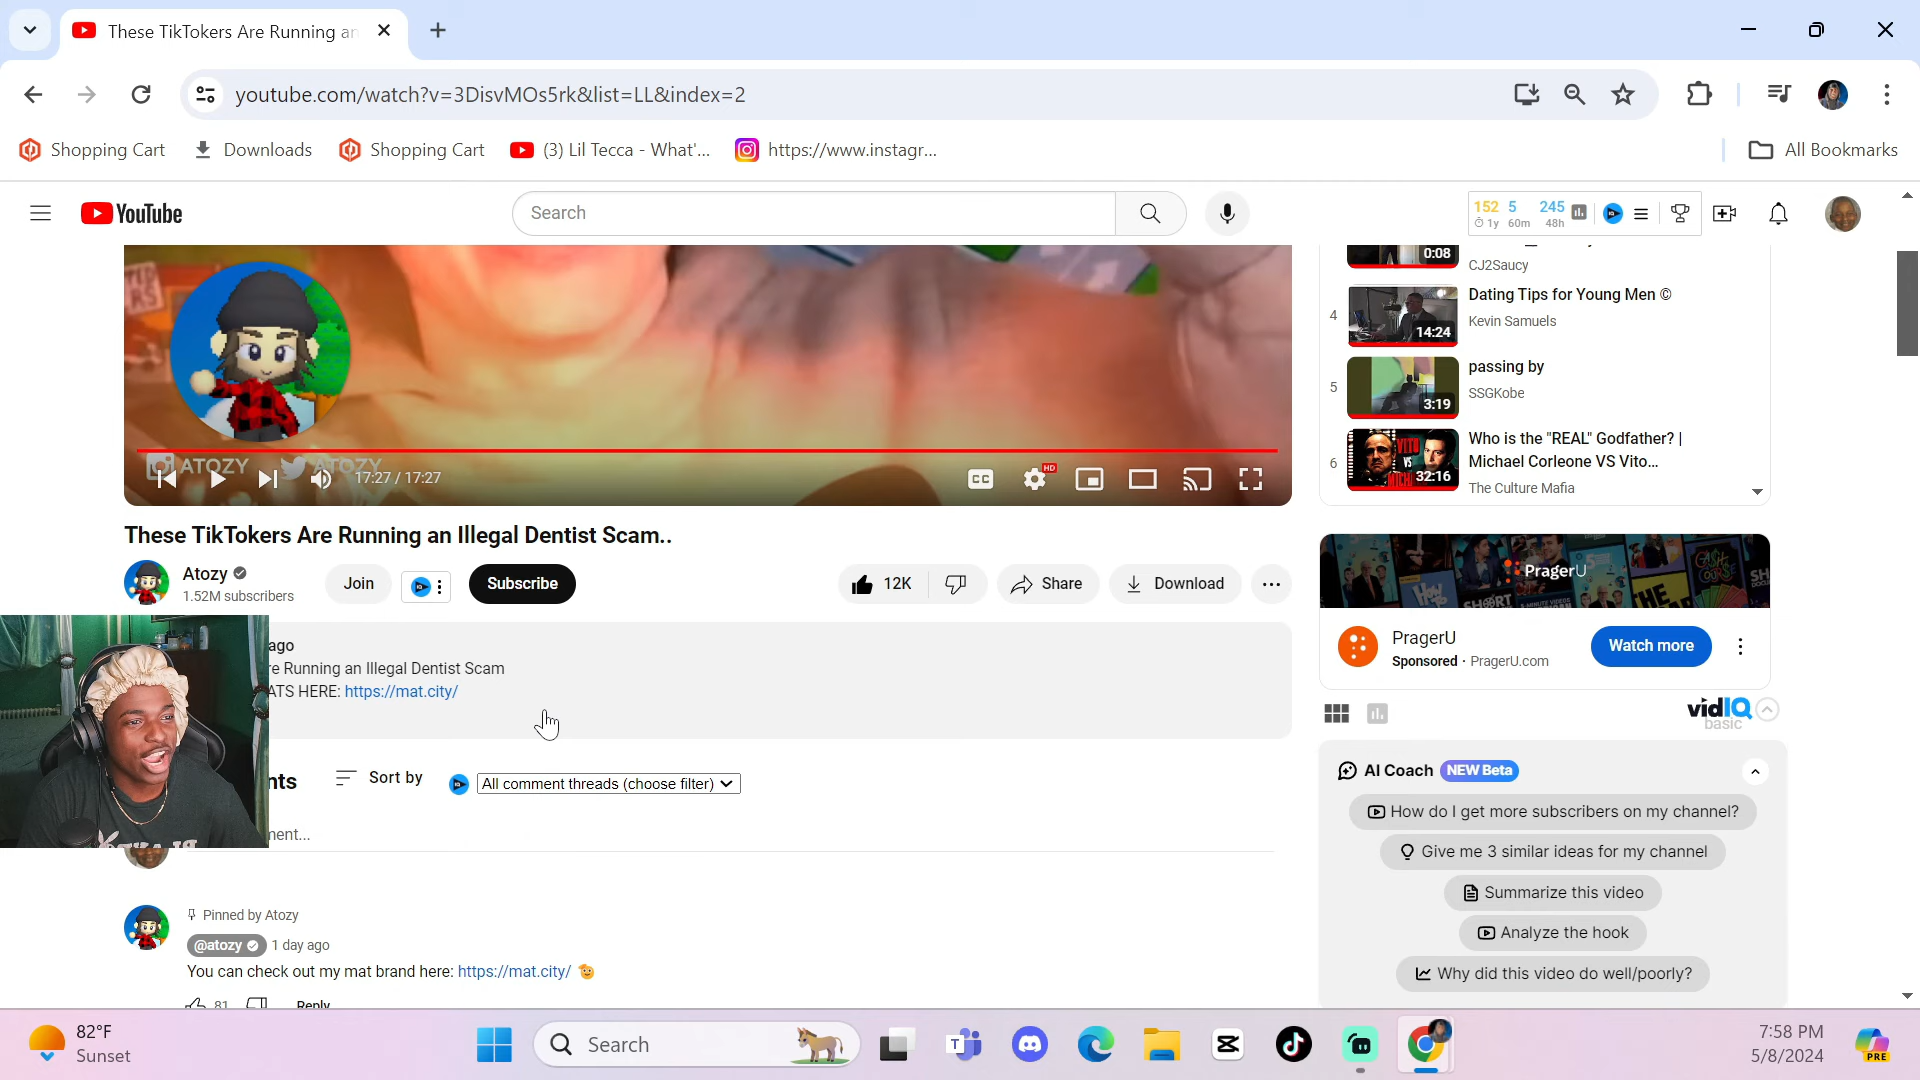 These TikTokers Are Running an
youtube.com/watch?v=3DisvMOs5rk&list=LL&index=2
Shopping Cart
Downloads
Shopping Cart
(3) Lil Tecca - What'...
https://www.instagr...
All Bookmarks
YouTube
Search
152 5 245
1y 60m 48h
0:08
CJ2Saucy
4
14:24
Dating Tips for Young Men ©
Kevin Samuels
5
3:19
passing by
SSGKobe
6
32:16
Who is the "REAL" Godfather? |
Michael Corleone VS Vito...
The Culture Mafia
ATOZY ATOZY
17:27 / 17:27
CC
HD
These TikTokers Are Running an Illegal Dentist Scam..
Atozy
1.52M subscribers
Join
Subscribe
12K
Share
Download
PragerU
PragerU
Sponsored · PragerU.com
Watch more
ago
re Running an Illegal Dentist Scam
ATS HERE: https://mat.city/
vidIQ
basic
nts
Sort by
All comment threads (choose filter)
AI Coach NEW Beta
How do I get more subscribers on my channel?
Give me 3 similar ideas for my channel
Summarize this video
Analyze the hook
Why did this video do well/poorly?
ment...
Pinned by Atozy
@atozy 1 day ago
You can check out my mat brand here: https://mat.city/
81 Reply
82°F
Sunset
Search
7:58 PM
5/8/2024
PRE